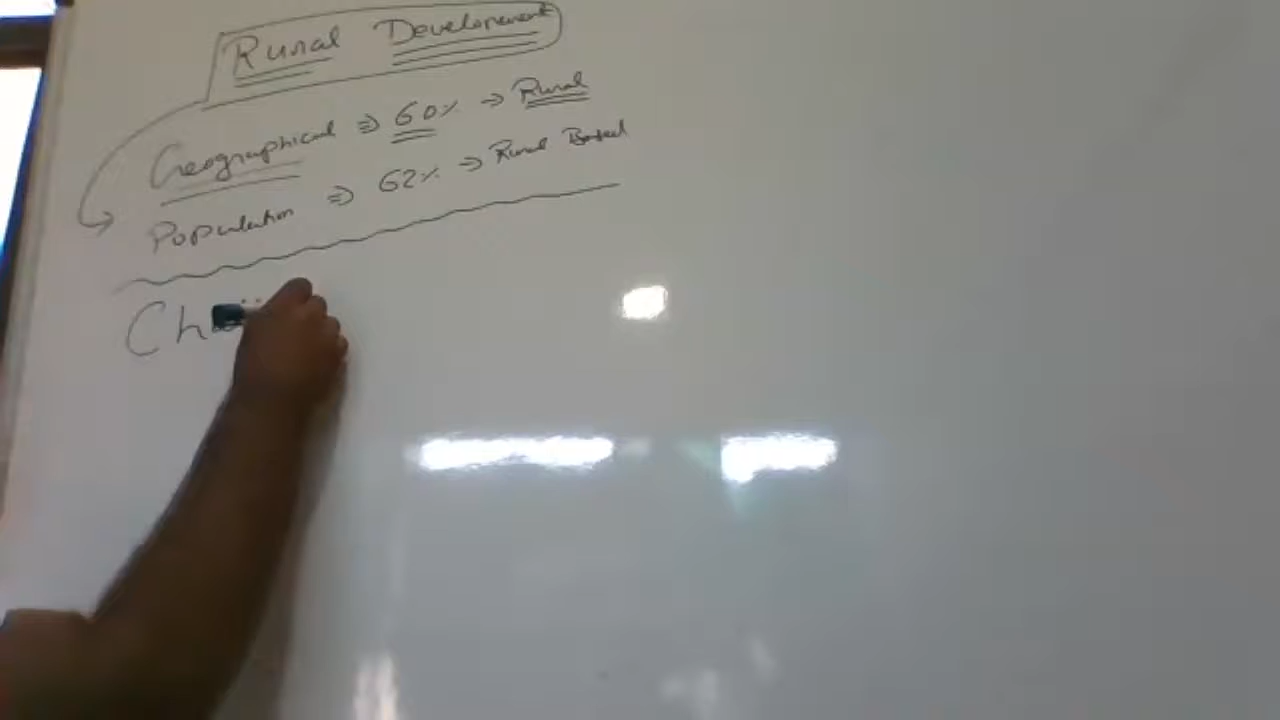 Rural Development
Geographical ⇒ 60% → Rural
Population ⇒ 62% → Rural Based
Ch